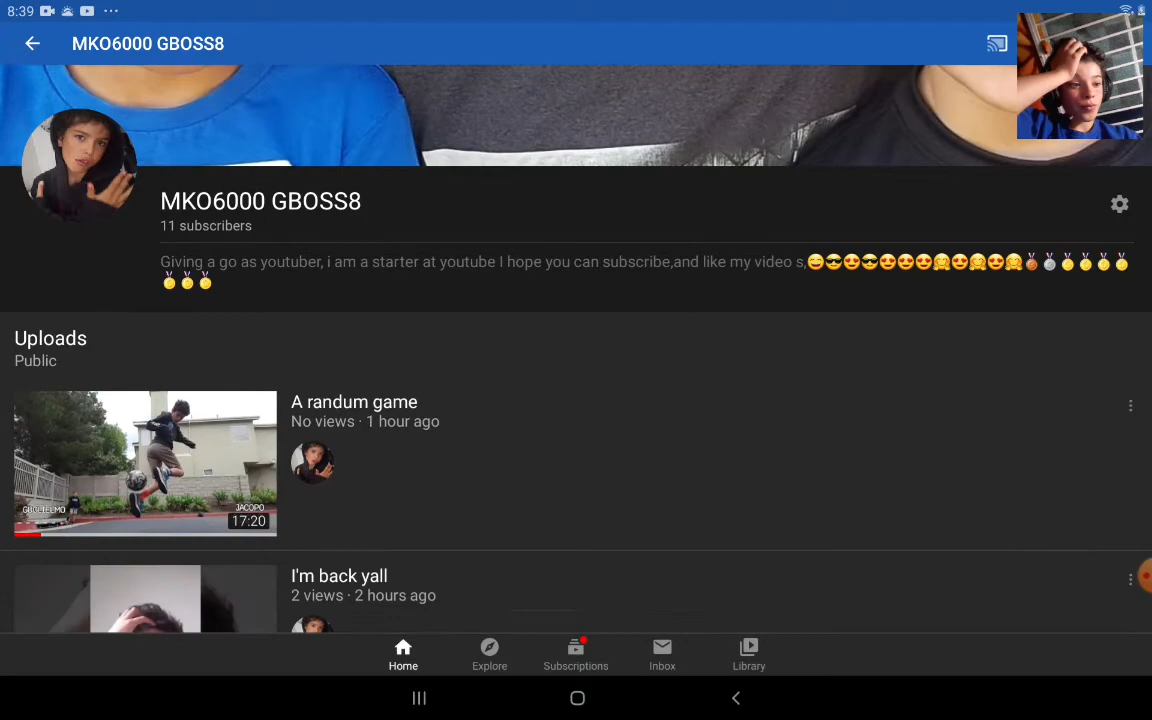 8:39
MKO6000 GBOSS8
MKO6000 GBOSS8
11 subscribers
Giving a go as youtuber, i am a starter at youtube I hope you can subscribe,and like my video s,😄😎😍😎😍😍😍🤗😍🤗😍🤗🥉🥈🥇🥇🥇🥇
🥇🥇🥇
Uploads
Public
A randum game
No views · 1 hour ago
GUGLIELMO
JACOPO
17:20
I'm back yall
2 views · 2 hours ago
Home
Explore
Subscriptions
Inbox
Library